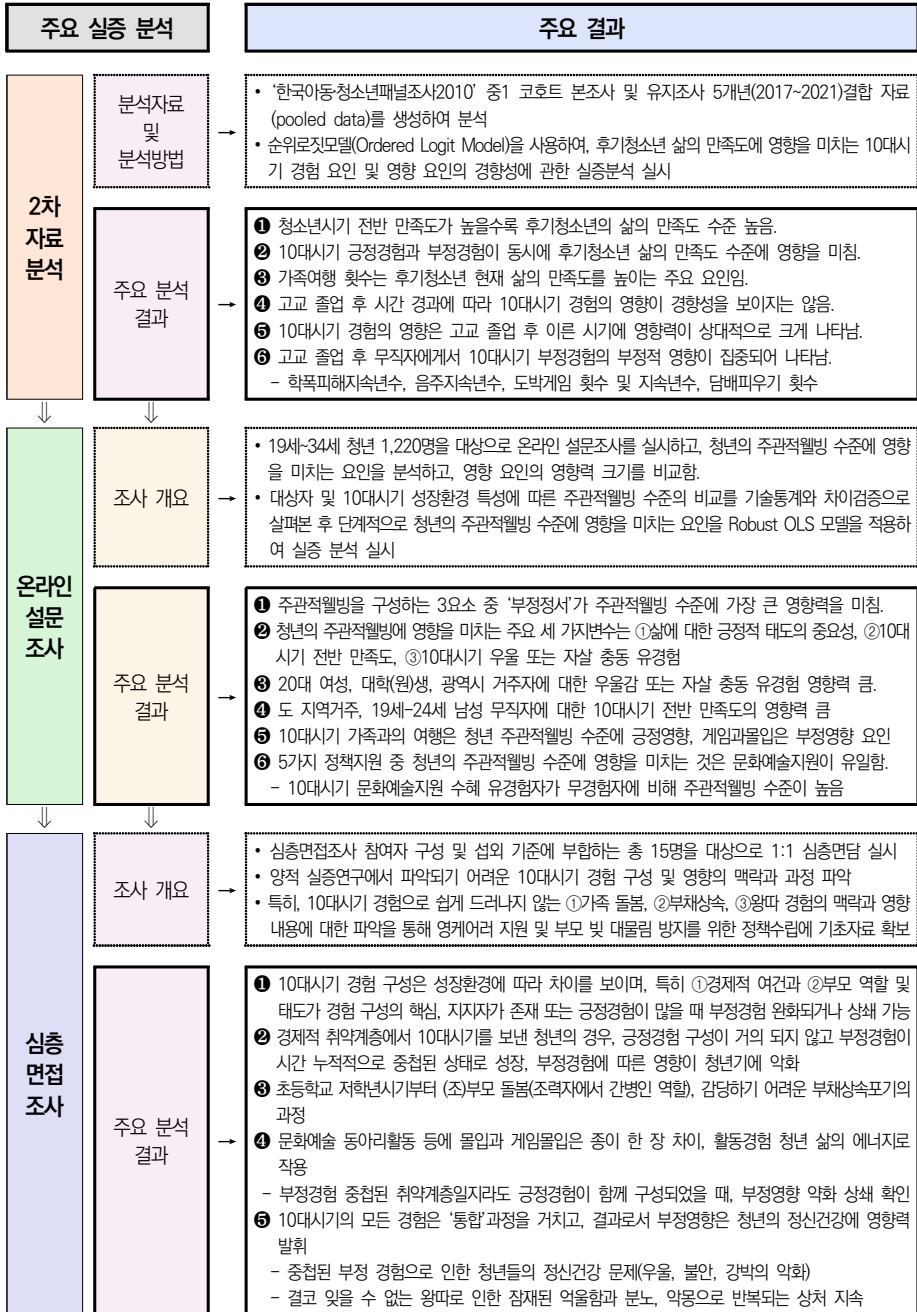 주요 실증 분석
주요 결과
2차
자료
분석
분석자료
및
분석방법
→
• ‘한국아동·청소년패널조사2010’ 중1 코호트 본조사 및 유지조사 5개년(2017~2021)결합 자료
(pooled data)를 생성하여 분석
• 순위로짓모델(Ordered Logit Model)을 사용하여, 후기청소년 삶의 만족도에 영향을 미치는 10대시
기 경험 요인 및 영향 요인의 경향성에 관한 실증분석 실시
주요 분석
결과
→
❶ 청소년시기 전반 만족도가 높을수록 후기청소년의 삶의 만족도 수준 높음.
❷ 10대시기 긍정경험과 부정경험이 동시에 후기청소년 삶의 만족도 수준에 영향을 미침.
❸ 가족여행 횟수는 후기청소년 현재 삶의 만족도를 높이는 주요 요인임.
❹ 고교 졸업 후 시간 경과에 따라 10대시기 경험의 영향이 경향성을 보이지는 않음.
❺ 10대시기 경험의 영향은 고교 졸업 후 이른 시기에 영향력이 상대적으로 크게 나타남.
❻ 고교 졸업 후 무직자에게서 10대시기 부정경험의 부정적 영향이 집중되어 나타남.
- 학폭피해지속년수, 음주지속년수, 도박게임 횟수 및 지속년수, 담배피우기 횟수
⇓ ⇓
온라인
설문
조사
조사 개요
→
• 19세~34세 청년 1,220명을 대상으로 온라인 설문조사를 실시하고, 청년의 주관적웰빙 수준에 영향
을 미치는 요인을 분석하고, 영향 요인의 영향력 크기를 비교함.
• 대상자 및 10대시기 성장환경 특성에 따른 주관적웰빙 수준의 비교를 기술통계와 차이검증으로
살펴본 후 단계적으로 청년의 주관적웰빙 수준에 영향을 미치는 요인을 Robust OLS 모델을 적용하
여 실증 분석 실시
주요 분석
결과
→
❶ 주관적웰빙을 구성하는 3요소 중 ‘부정정서’가 주관적웰빙 수준에 가장 큰 영향력을 미침.
❷ 청년의 주관적웰빙에 영향을 미치는 주요 세 가지변수는 ①삶에 대한 긍정적 태도의 중요성, ②10대
시기 전반 만족도, ③10대시기 우울 또는 자살 충동 유경험
❸ 20대 여성, 대학(원)생, 광역시 거주자에 대한 우울감 또는 자살 충동 유경험 영향력 큼.
❹ 도 지역거주, 19세-24세 남성 무직자에 대한 10대시기 전반 만족도의 영향력 큼
❺ 10대시기 가족과의 여행은 청년 주관적웰빙 수준에 긍정영향, 게임과몰입은 부정영향 요인
❻ 5가지 정책지원 중 청년의 주관적웰빙 수준에 영향을 미치는 것은 문화예술지원이 유일함.
- 10대시기 문화예술지원 수혜 유경험자가 무경험자에 비해 주관적웰빙 수준이 높음
⇓ ⇓
심층
면접
조사
조사 개요
→
• 심층면접조사 참여자 구성 및 섭외 기준에 부합하는 총 15명을 대상으로 1:1 심층면담 실시
• 양적 실증연구에서 파악되기 어려운 10대시기 경험 구성 및 영향의 맥락과 과정 파악
• 특히, 10대시기 경험으로 쉽게 드러나지 않는 ①가족 돌봄, ②부채상속, ③왕따 경험의 맥락과 영향
내용에 대한 파악을 통해 영케어러 지원 및 부모 빚 대물림 방지를 위한 정책수립에 기초자료 확보
주요 분석
결과
→
❶ 10대시기 경험 구성은 성장환경에 따라 차이를 보이며, 특히 ①경제적 여건과 ②부모 역할 및
태도가 경험 구성의 핵심, 지지자가 존재 또는 긍정경험이 많을 때 부정경험 완화되거나 상쇄 가능
❷ 경제적 취약계층에서 10대시기를 보낸 청년의 경우, 긍정경험 구성이 거의 되지 않고 부정경험이
시간 누적적으로 중첩된 상태로 성장, 부정경험에 따른 영향이 청년기에 악화
❸ 초등학교 저학년시기부터 (조)부모 돌봄(조력자에서 간병인 역할), 감당하기 어려운 부채상속포기의
과정
❹ 문화예술 동아리활동 등에 몰입과 게임몰입은 종이 한 장 차이, 활동경험 청년 삶의 에너지로
작용
- 부정경험 중첩된 취약계층일지라도 긍정경험이 함께 구성되었을 때, 부정영향 약화 상쇄 확인
❺ 10대시기의 모든 경험은 ‘통합’과정을 거치고, 결과로서 부정영향은 청년의 정신건강에 영향력
발휘
- 중첩된 부정 경험으로 인한 청년들의 정신건강 문제(우울, 불안, 강박의 악화)
- 결코 잊을 수 없는 왕따로 인한 잠재된 억울함과 분노, 악몽으로 반복되는 상처 지속